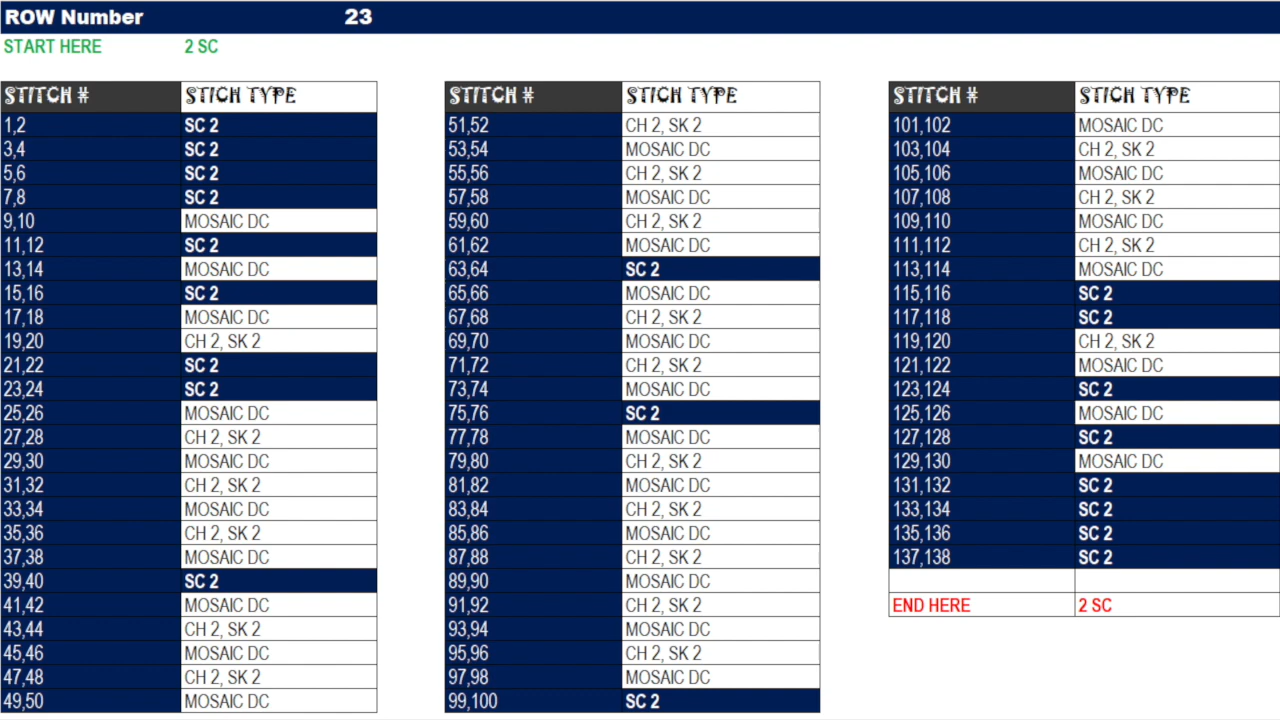 ROW Number 23
START HERE 2 SC
STITCH # STICH TYPE
1,2 SC 2
3,4 SC 2
5,6 SC 2
7,8 SC 2
9,10 MOSAIC DC
11,12 SC 2
13,14 MOSAIC DC
15,16 SC 2
17,18 MOSAIC DC
19,20 CH 2, SK 2
21,22 SC 2
23,24 SC 2
25,26 MOSAIC DC
27,28 CH 2, SK 2
29,30 MOSAIC DC
31,32 CH 2, SK 2
33,34 MOSAIC DC
35,36 CH 2, SK 2
37,38 MOSAIC DC
39,40 SC 2
41,42 MOSAIC DC
43,44 CH 2, SK 2
45,46 MOSAIC DC
47,48 CH 2, SK 2
49,50 MOSAIC DC
STITCH # STICH TYPE
51,52 CH 2, SK 2
53,54 MOSAIC DC
55,56 CH 2, SK 2
57,58 MOSAIC DC
59,60 CH 2, SK 2
61,62 MOSAIC DC
63,64 SC 2
65,66 MOSAIC DC
67,68 CH 2, SK 2
69,70 MOSAIC DC
71,72 CH 2, SK 2
73,74 MOSAIC DC
75,76 SC 2
77,78 MOSAIC DC
79,80 CH 2, SK 2
81,82 MOSAIC DC
83,84 CH 2, SK 2
85,86 MOSAIC DC
87,88 CH 2, SK 2
89,90 MOSAIC DC
91,92 CH 2, SK 2
93,94 MOSAIC DC
95,96 CH 2, SK 2
97,98 MOSAIC DC
99,100 SC 2
STITCH # STICH TYPE
101,102 MOSAIC DC
103,104 CH 2, SK 2
105,106 MOSAIC DC
107,108 CH 2, SK 2
109,110 MOSAIC DC
111,112 CH 2, SK 2
113,114 MOSAIC DC
115,116 SC 2
117,118 SC 2
119,120 CH 2, SK 2
121,122 MOSAIC DC
123,124 SC 2
125,126 MOSAIC DC
127,128 SC 2
129,130 MOSAIC DC
131,132 SC 2
133,134 SC 2
135,136 SC 2
137,138 SC 2
END HERE 2 SC